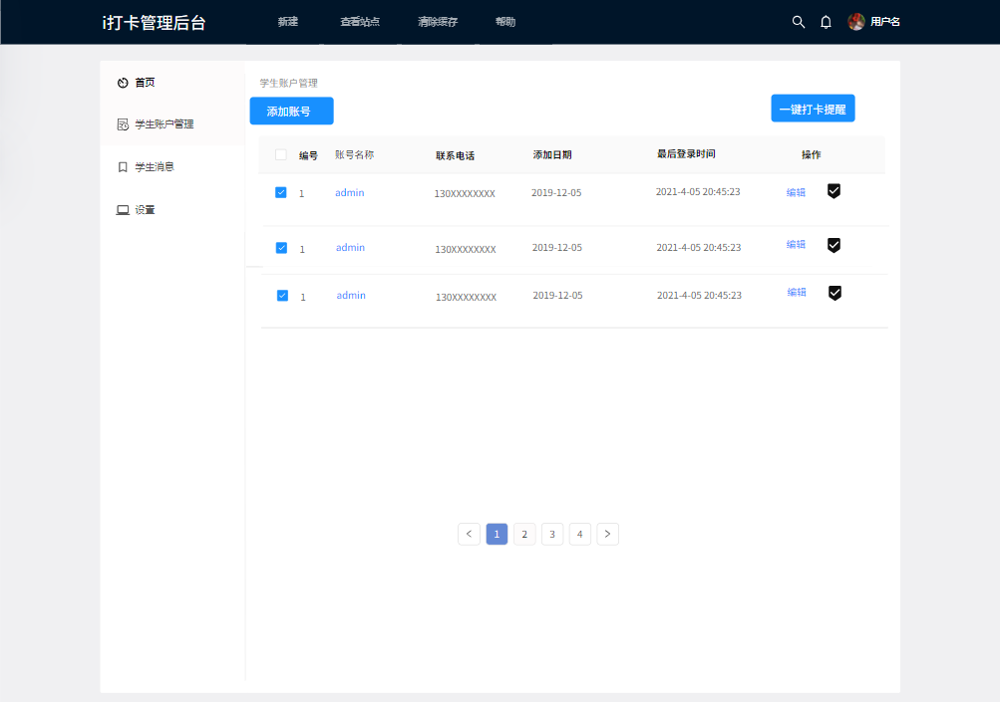 i打卡管理后台 新建 查看站点 清除缓存 帮助 用户名
首页
学生账户管理
学生消息
设置
学生账户管理
添加账号 一键打卡提醒
编号 账号名称 联系电话 添加日期 最后登录时间 操作
1 admin 130XXXXXXXX 2019-12-05 2021-4-05 20:45:23 编辑
1 admin 130XXXXXXXX 2019-12-05 2021-4-05 20:45:23 编辑
1 admin 130XXXXXXXX 2019-12-05 2021-4-05 20:45:23 编辑
< 1 2 3 4 >